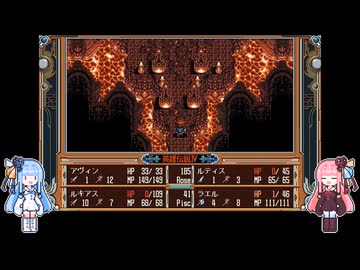 英雄伝説Ⅳ
アヴィン HP 33/ 33 185 ルティス HP 0/ 45
1 12 MP 149/149 Rose 1 3 MP 65/ 65
ルキアス HP 0/109 41 ラエル HP 1/ 46
10 7 MP 68/ 68 Pisc 4 8 MP 111/111